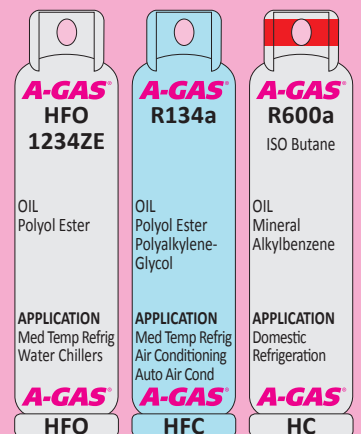 A-GAS®
HFO
1234ZE
OIL
Polyol Ester
APPLICATION
Med Temp Refrig
Water Chillers
A-GAS®
HFO
A-GAS®
R134a
OIL
Polyol Ester
Polyalkylene-
Glycol
APPLICATION
Med Temp Refrig
Air Conditioning
Auto Air Cond
A-GAS®
HFC
A-GAS®
R600a
ISO Butane
OIL
Mineral
Alkylbenzene
APPLICATION
Domestic
Refrigeration
A-GAS®
HC